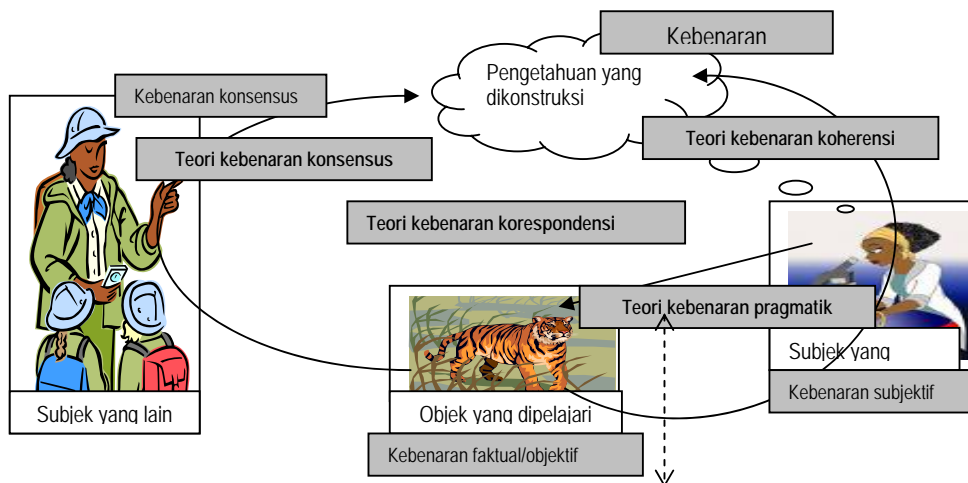 Kebenaran
Pengetahuan yang
dikonstruksi
Kebenaran konsensus
Teori kebenaran konsensus
Teori kebenaran koherensi
Teori kebenaran korespondensi
Teori kebenaran pragmatik
Subjek yang
Kebenaran subjektif
Subjek yang lain
Objek yang dipelajari
Kebenaran faktual/objektif